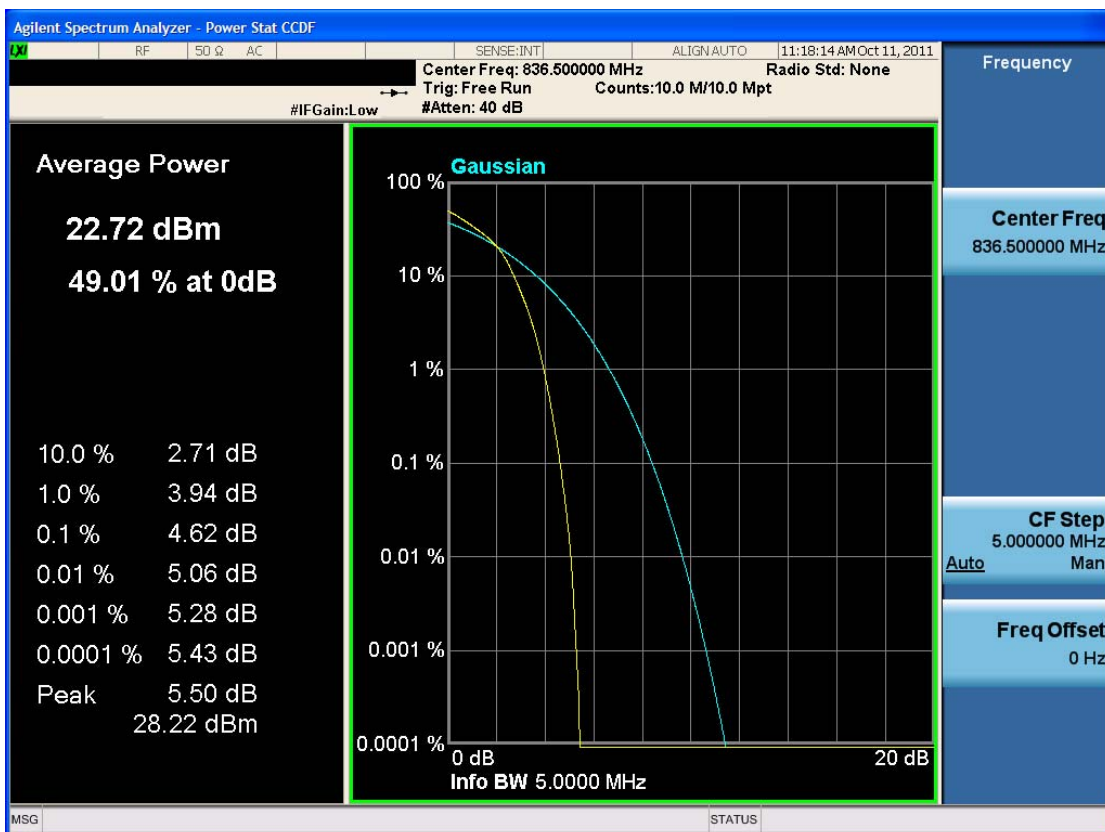 Agilent Spectrum Analyzer - Power Stat CCDF
LXI RF 50 Ω AC SENSE:INT ALIGN AUTO 11:18:14 AM Oct 11, 2011
Center Freq: 836.500000 MHz Radio Std: None
Trig: Free Run Counts:10.0 M/10.0 Mpt
#IFGain:Low #Atten: 40 dB
Average Power
22.72 dBm
49.01 % at 0dB
10.0 % 2.71 dB
1.0 % 3.94 dB
0.1 % 4.62 dB
0.01 % 5.06 dB
0.001 % 5.28 dB
0.0001 % 5.43 dB
Peak 5.50 dB
28.22 dBm
Gaussian
100 %
10 %
1 %
0.1 %
0.01 %
0.001 %
0.0001 %
0 dB 20 dB
Info BW 5.0000 MHz
Frequency
Center Freq
836.500000 MHz
CF Step
5.000000 MHz
Auto Man
Freq Offset
0 Hz
MSG STATUS